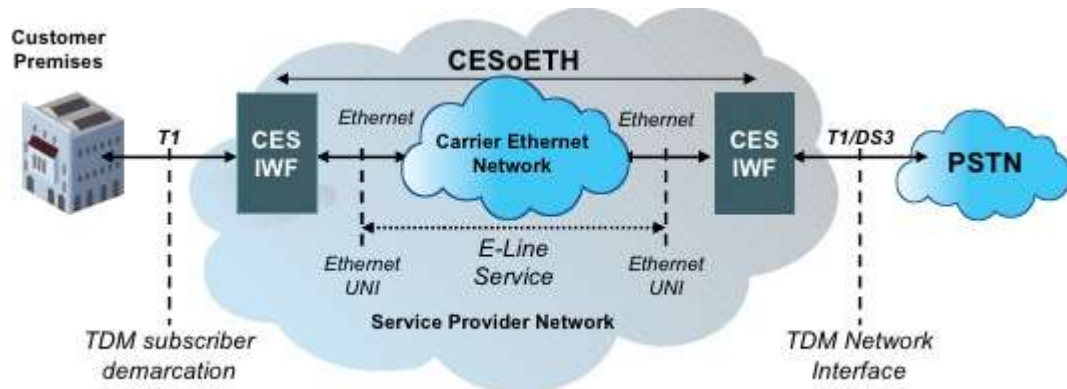 Customer
Premises
CESoETH
T1
CES
IWF
Ethernet
Carrier Ethernet
Network
Ethernet
CES
IWF
T1/DS3
PSTN
Ethernet
UNI
E-Line
Service
Ethernet
UNI
Service Provider Network
TDM subscriber
demarcation
TDM Network
Interface